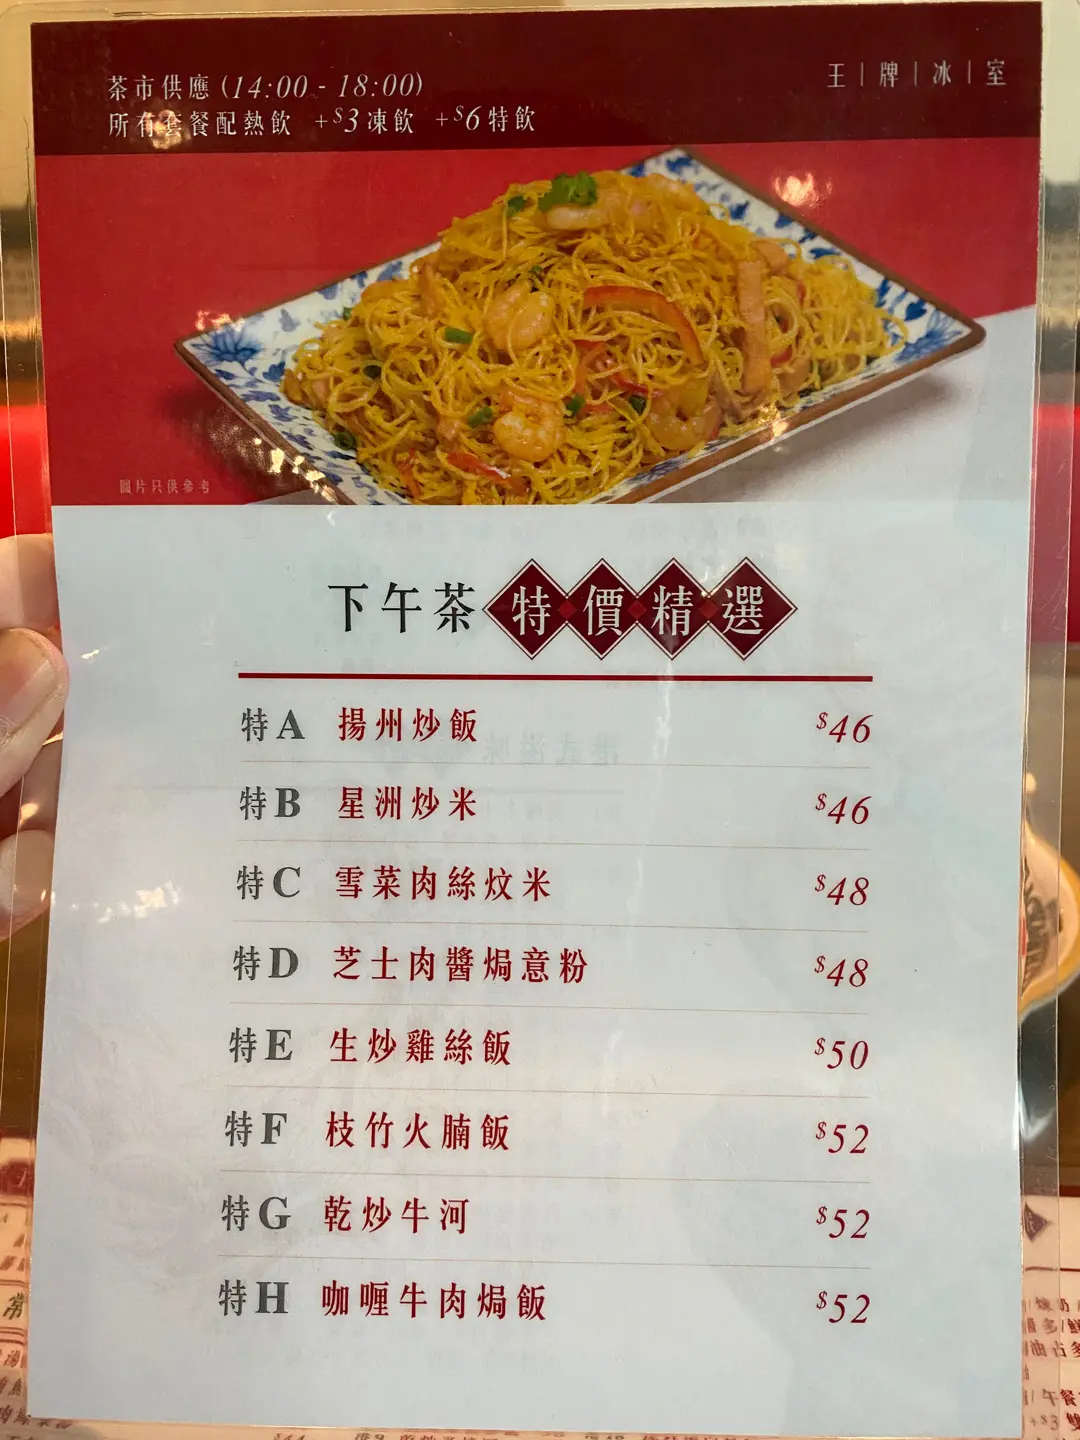 茶市供應 (14:00 - 18:00)
所有套餐配熱飲 +$3凍飲 +$6特飲
王|牌|冰|室
圖片只供參考
下午茶 特價精選
特A 揚州炒飯 $46
特B 星洲炒米 $46
特C 雪菜肉絲炆米 $48
特D 芝士肉醬焗意粉 $48
特E 生炒雞絲飯 $50
特F 枝竹火腩飯 $52
特G 乾炒牛河 $52
特H 咖喱牛肉焗飯 $52